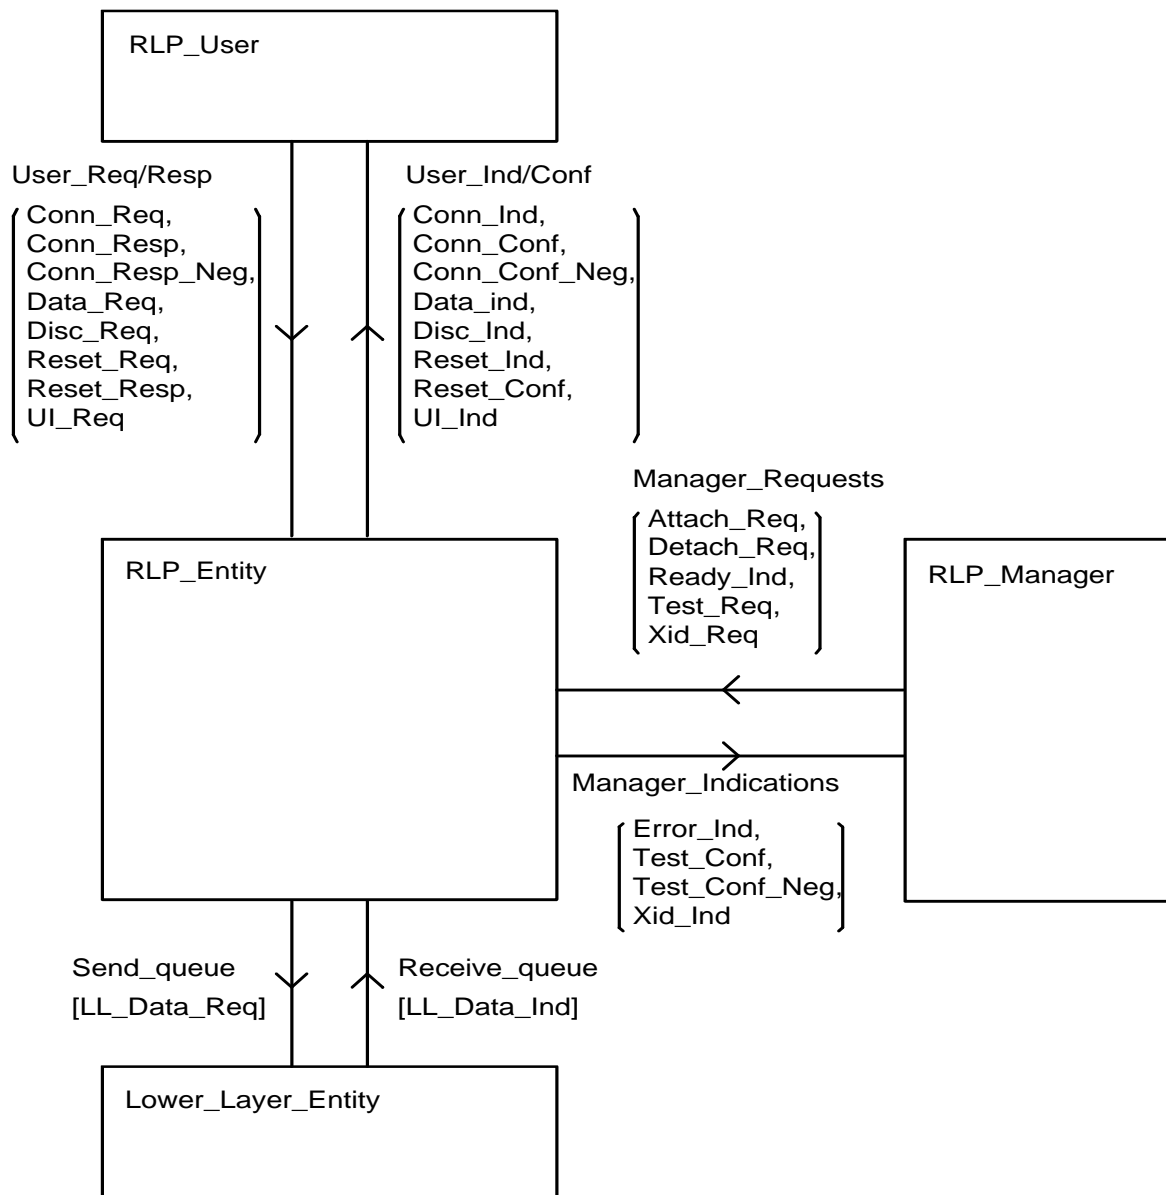 RLP_User
User_Req/Resp
Conn_Req,
Conn_Resp,
Conn_Resp_Neg,
Data_Req,
Disc_Req,
Reset_Req,
Reset_Resp,
UI_Req
User_Ind/Conf
Conn_Ind,
Conn_Conf,
Conn_Conf_Neg,
Data_ind,
Disc_Ind,
Reset_Ind,
Reset_Conf,
UI_Ind
Manager_Requests
Attach_Req,
Detach_Req,
Ready_Ind,
Test_Req,
Xid_Req
RLP_Entity
RLP_Manager
Manager_Indications
Error_Ind,
Test_Conf,
Test_Conf_Neg,
Xid_Ind
Send_queue
[LL_Data_Req]
Receive_queue
[LL_Data_Ind]
Lower_Layer_Entity